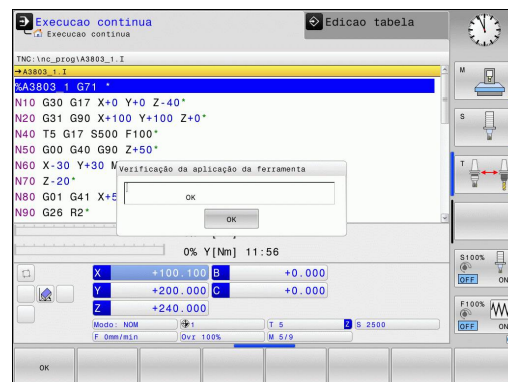 Execucao continua
Execucao continua
Edicao tabela
TNC:\nc_prog\A3803_1.I
→A3803_1.I
%A3803_1 G71 *
N10 G30 G17 X+0 Y+0 Z-40*
N20 G31 G90 X+100 Y+100 Z+0*
N40 T5 G17 S500 F100*
N50 G00 G40 G90 Z+50*
N60 X-30 Y+30 M
N70 Z-20*
N80 G01 G41 X+5
N90 G26 R2*
Verificação da aplicação da ferramenta
OK
OK
0% Y[Nm] 11:56
X +100.100 B +0.000
Y +200.000 C +0.000
Z +240.000
Modo: NOM 1 T 5 Z S 2500
F 0mm/min Ovr 100% M 5/9
M
S
T
S100%
OFF ON
F100%
OFF ON
OK